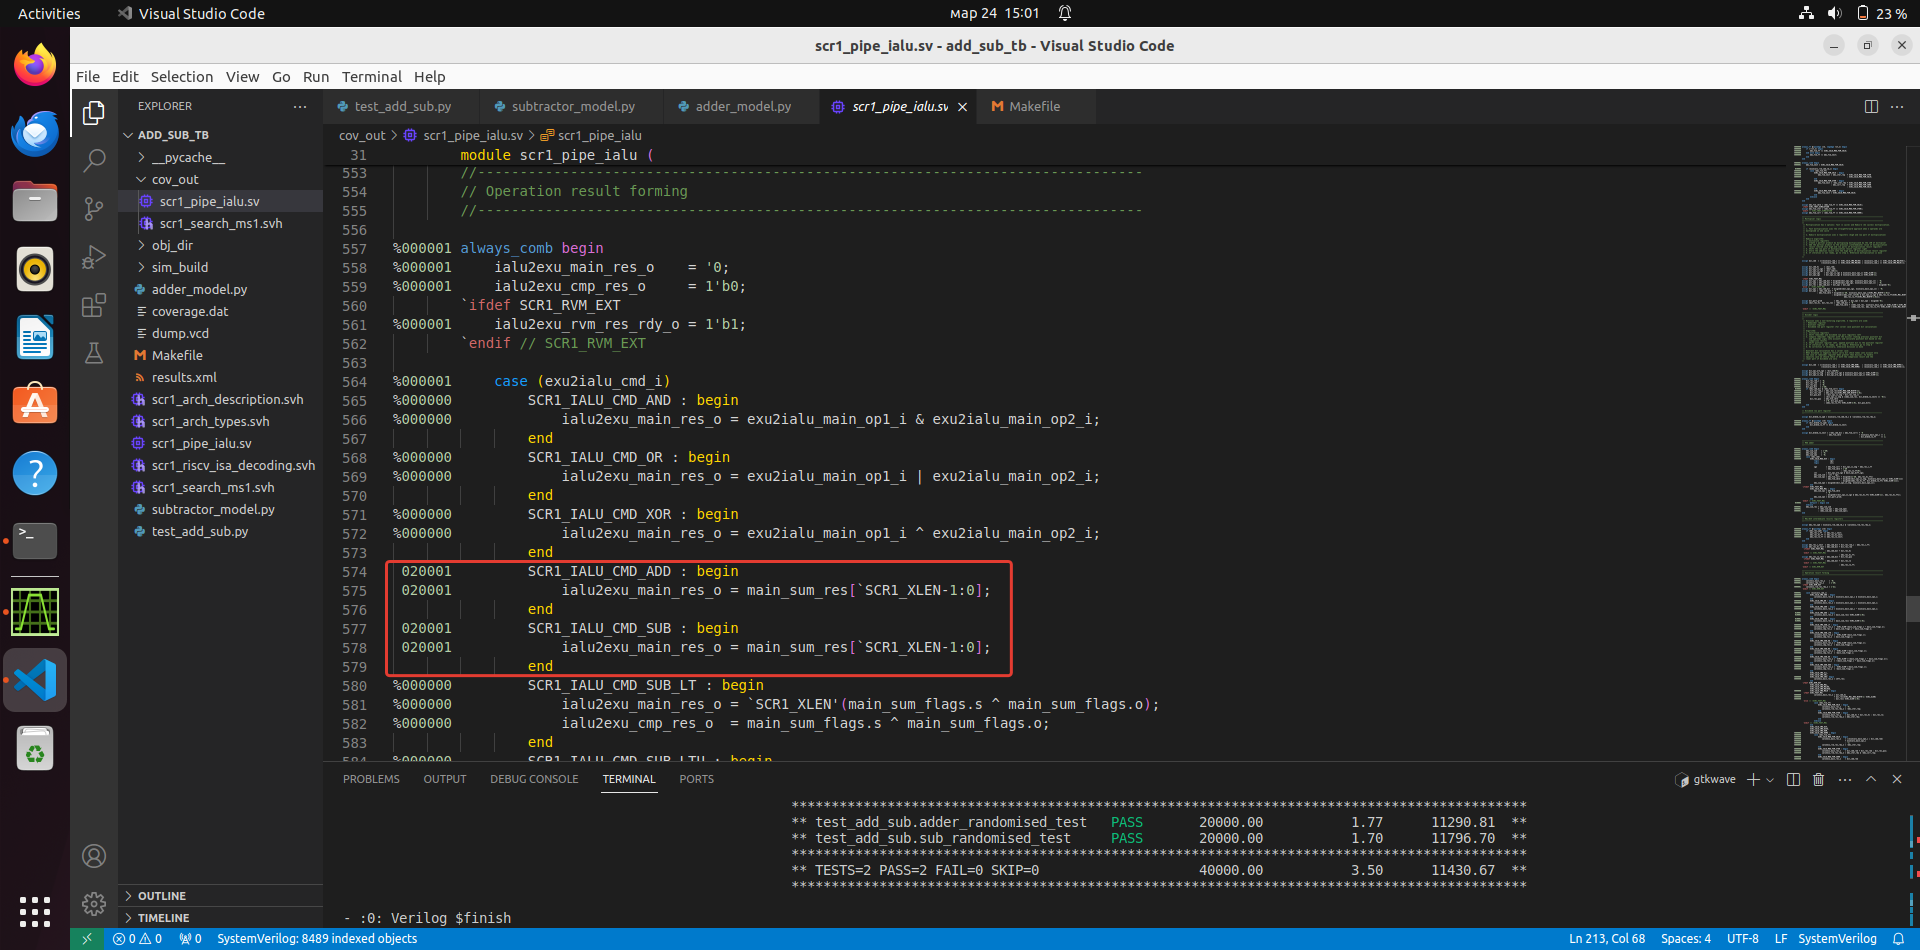 Activities
Visual Studio Code
мар 24 15:01
23 %
scr1_pipe_ialu.sv - add_sub_tb - Visual Studio Code
File Edit Selection View Go Run Terminal Help
EXPLORER
ADD_SUB_TB
__pycache__
cov_out
scr1_pipe_ialu.sv
scr1_search_ms1.svh
obj_dir
sim_build
adder_model.py
coverage.dat
dump.vcd
Makefile
results.xml
scr1_arch_description.svh
scr1_arch_types.svh
scr1_pipe_ialu.sv
scr1_riscv_isa_decoding.svh
scr1_search_ms1.svh
subtractor_model.py
test_add_sub.py
OUTLINE
TIMELINE
test_add_sub.py subtractor_model.py adder_model.py scr1_pipe_ialu.sv Makefile
cov_out > scr1_pipe_ialu.sv > scr1_pipe_ialu
31 module scr1_pipe_ialu (
553 //-------------------------------------------------------------------------------
554 // Operation result forming
555 //-------------------------------------------------------------------------------
556
557 %000001 always_comb begin
558 %000001 ialu2exu_main_res_o = '0;
559 %000001 ialu2exu_cmp_res_o = 1'b0;
560 `ifdef SCR1_RVM_EXT
561 %000001 ialu2exu_rvm_res_rdy_o = 1'b1;
562 `endif // SCR1_RVM_EXT
563
564 %000001 case (exu2ialu_cmd_i)
565 %000000 SCR1_IALU_CMD_AND : begin
566 %000000 ialu2exu_main_res_o = exu2ialu_main_op1_i & exu2ialu_main_op2_i;
567 end
568 %000000 SCR1_IALU_CMD_OR : begin
569 %000000 ialu2exu_main_res_o = exu2ialu_main_op1_i | exu2ialu_main_op2_i;
570 end
571 %000000 SCR1_IALU_CMD_XOR : begin
572 %000000 ialu2exu_main_res_o = exu2ialu_main_op1_i ^ exu2ialu_main_op2_i;
573 end
574 020001 SCR1_IALU_CMD_ADD : begin
575 020001 ialu2exu_main_res_o = main_sum_res[`SCR1_XLEN-1:0];
576 end
577 020001 SCR1_IALU_CMD_SUB : begin
578 020001 ialu2exu_main_res_o = main_sum_res[`SCR1_XLEN-1:0];
579 end
580 %000000 SCR1_IALU_CMD_SUB_LT : begin
581 %000000 ialu2exu_main_res_o = `SCR1_XLEN'(main_sum_flags.s ^ main_sum_flags.o);
582 %000000 ialu2exu_cmp_res_o = main_sum_flags.s ^ main_sum_flags.o;
583 end
584 %000000 SCR1_IALU_CMD_SUB_LTU : begin
PROBLEMS OUTPUT DEBUG CONSOLE TERMINAL PORTS
gtkwave
********************************************************************************************
** test_add_sub.adder_randomised_test PASS 20000.00 1.77 11290.81 **
** test_add_sub.sub_randomised_test PASS 20000.00 1.70 11796.70 **
********************************************************************************************
** TESTS=2 PASS=2 FAIL=0 SKIP=0 40000.00 3.50 11430.67 **
********************************************************************************************
- :0: Verilog $finish
0 0 0 SystemVerilog: 8489 indexed objects
Ln 213, Col 68 Spaces: 4 UTF-8 LF SystemVerilog